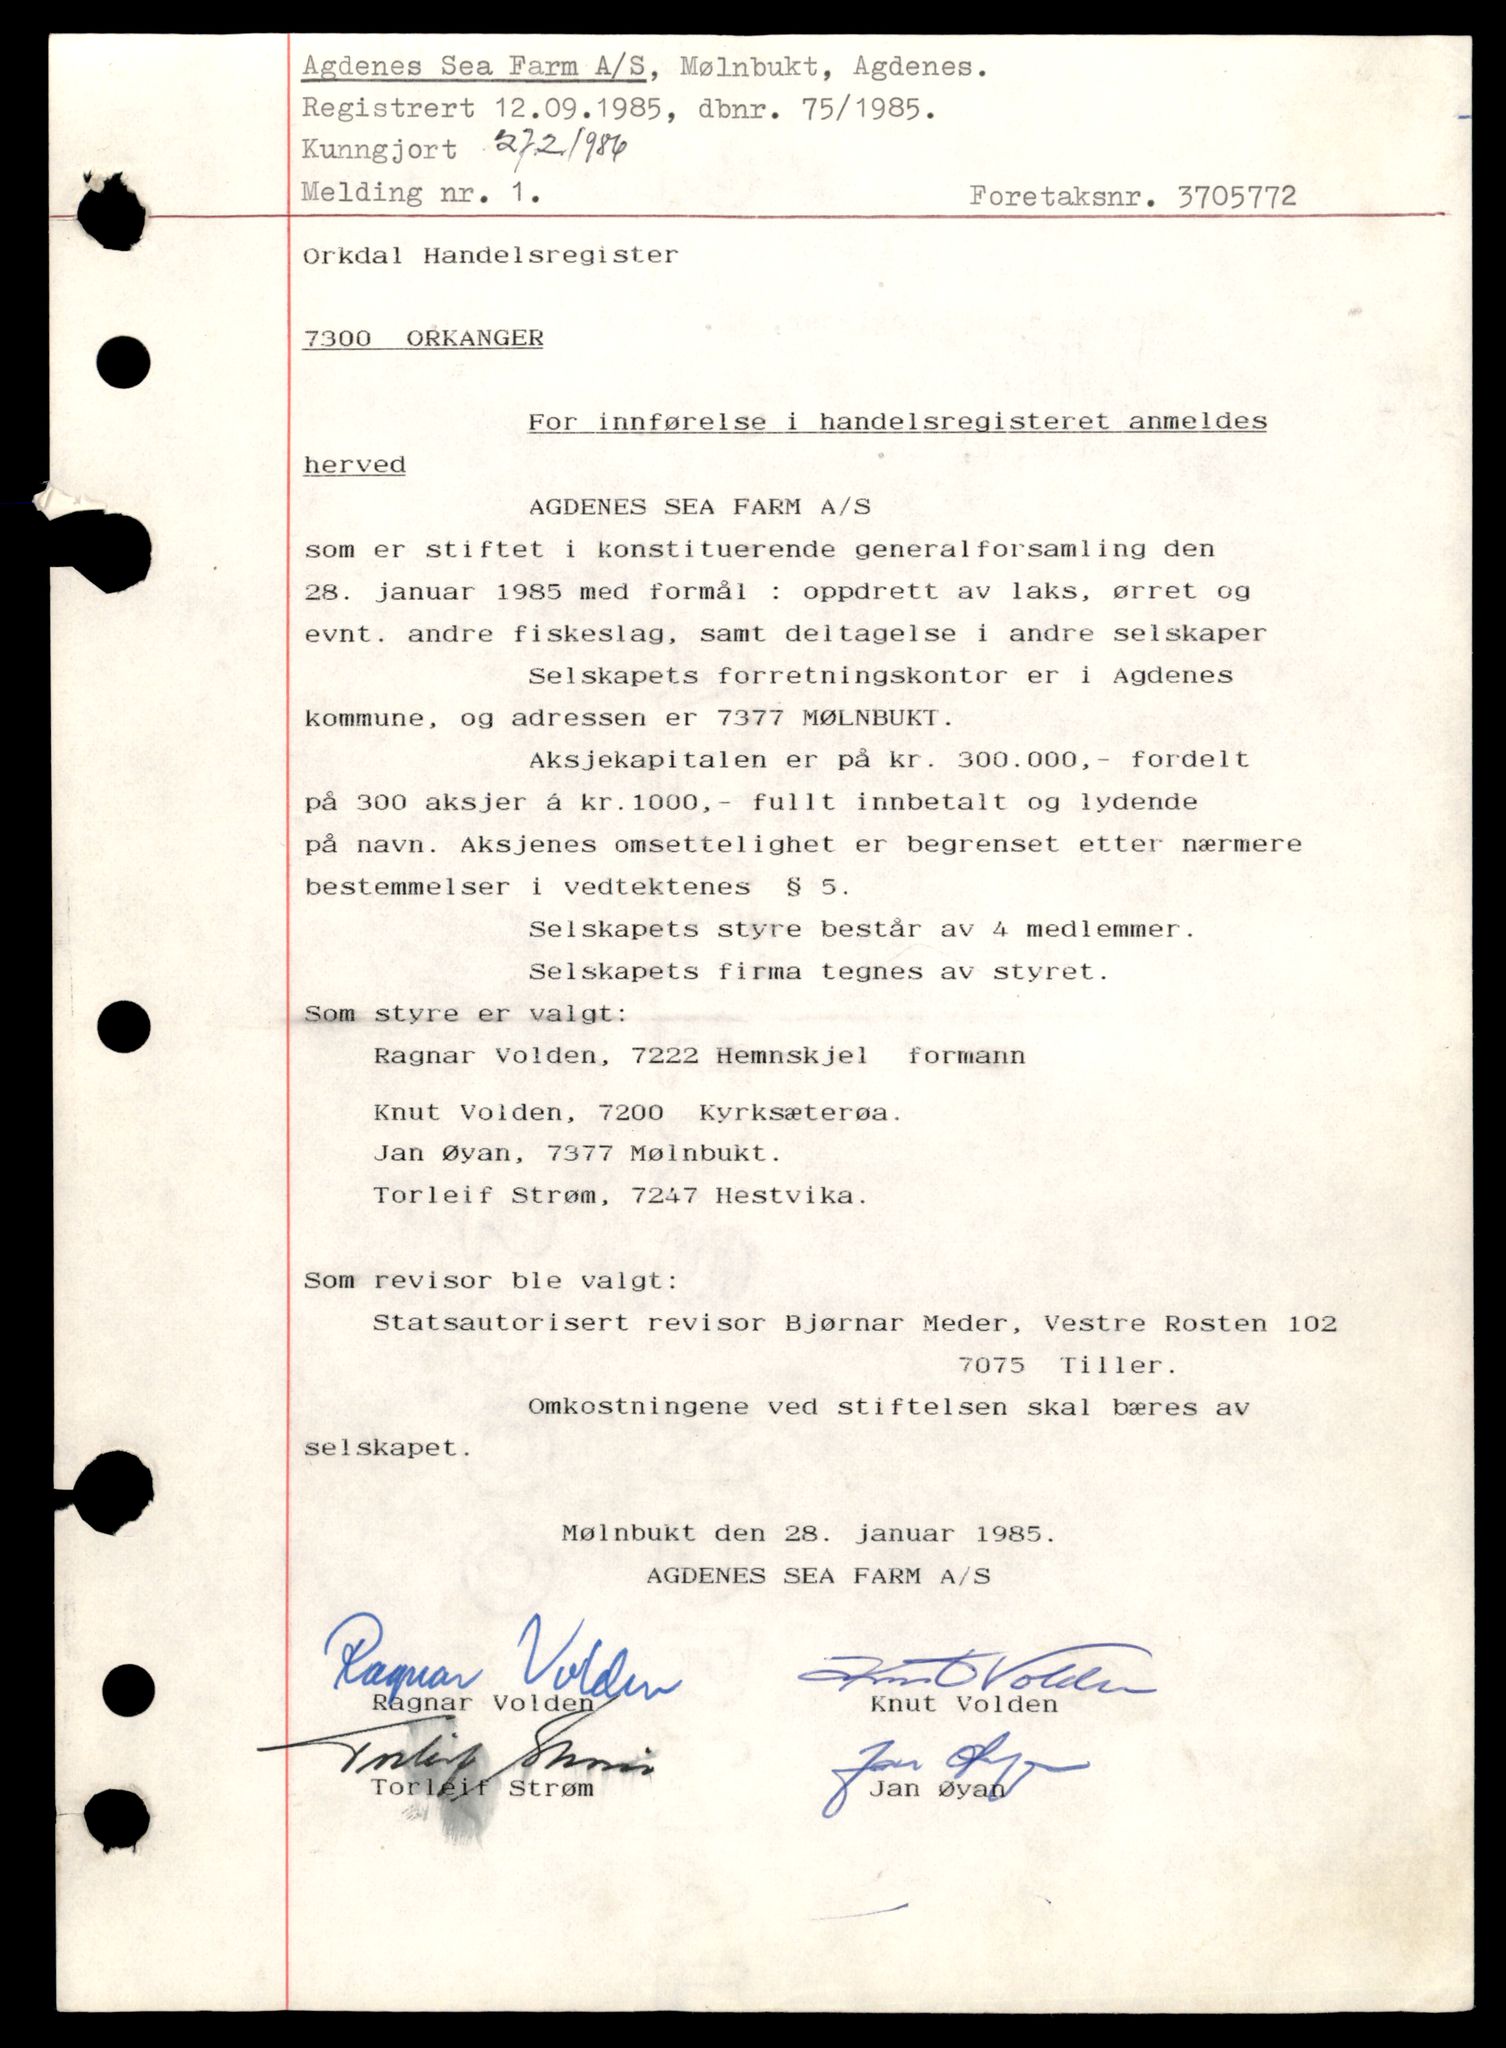 Agdenes Sea Farm A/S, Mølnbukt, Agdenes.
Registrert 12.09.1985, dbnr. 75/1985.
Kunngjort 27.2/1986
Melding nr. 1. Foretaksnr. 3705772
Orkdal Handelsregister
7300 ORKANGER
For innførelse i handelsregisteret anmeldes
herved
AGDENES SEA FARM A/S
som er stiftet i konstituerende generalforsamling den
28. januar 1985 med formål : oppdrett av laks, ørret og
evnt. andre fiskeslag, samt deltagelse i andre selskaper
Selskapets forretningskontor er i Agdenes
kommune, og adressen er 7377 MØLNBUKT.
Aksjekapitalen er på kr. 300.000,- fordelt
på 300 aksjer á kr.1000,- fullt innbetalt og lydende
på navn. Aksjenes omsettelighet er begrenset etter nærmere
bestemmelser i vedtektenes § 5.
Selskapets styre består av 4 medlemmer.
Selskapets firma tegnes av styret.
Som styre er valgt:
Ragnar Volden, 7222 Hemnskjel formann
Knut Volden, 7200 Kyrksæterøa.
Jan Øyan, 7377 Mølnbukt.
Torleif Strøm, 7247 Hestvika.
Som revisor ble valgt:
Statsautorisert revisor Bjørnar Meder, Vestre Rosten 102
7075 Tiller.
Omkostningene ved stiftelsen skal bæres av
selskapet.
Mølnbukt den 28. januar 1985.
AGDENES SEA FARM A/S
Ragnar Volden Knut Volden
Ragnar Volden Knut Volden
Torleif Strøm Jan Øyan
Torleif Strøm Jan Øyan